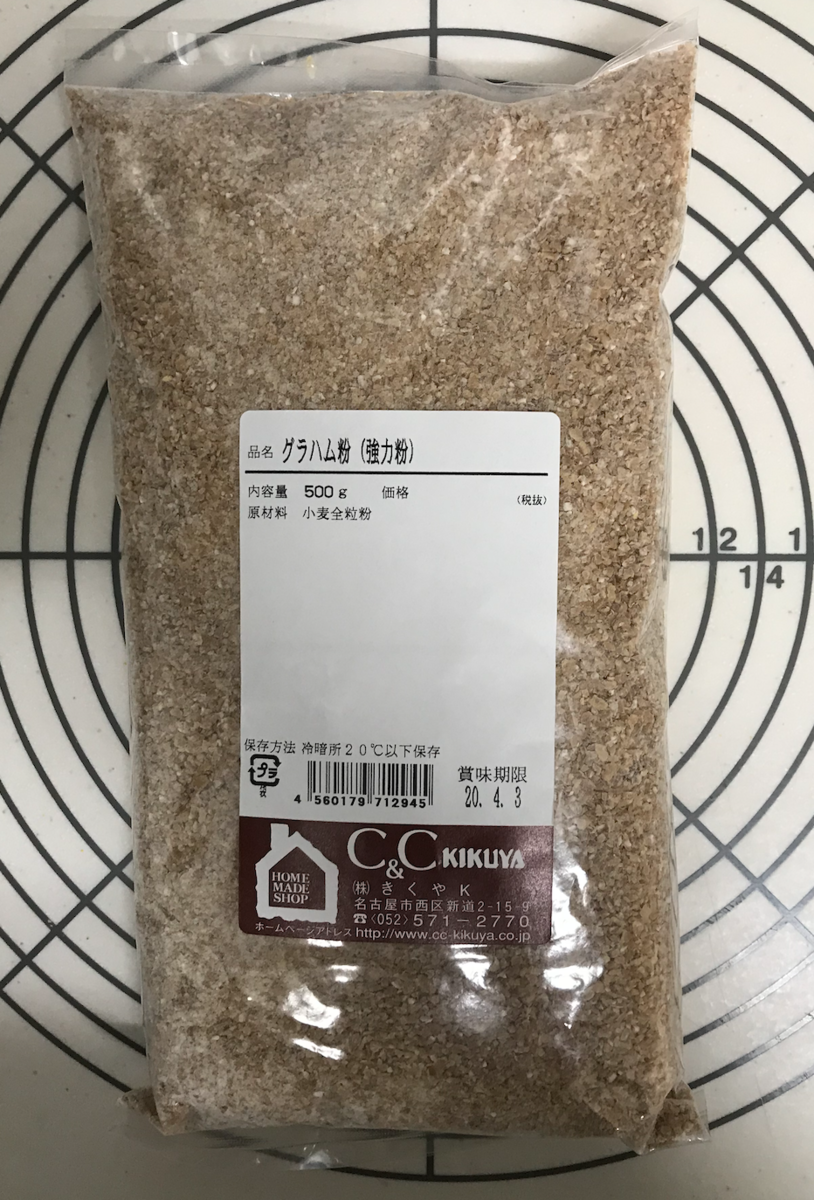 品名 グラハム粉（強力粉）
内容量 500g 価格 （税抜）
原材料 小麦全粒粉
12 1
14
保存方法 冷暗所20℃以下保存
プラ
4 560179 712945
賞味期限
20. 4. 3
HOME
MADE
SHOP
C&C KIKUYA
㈱ きくやK
名古屋市西区新道2-15-9
☎〈052〉571-2770
ホームページアドレス http://www.cc-kikuya.co.jp